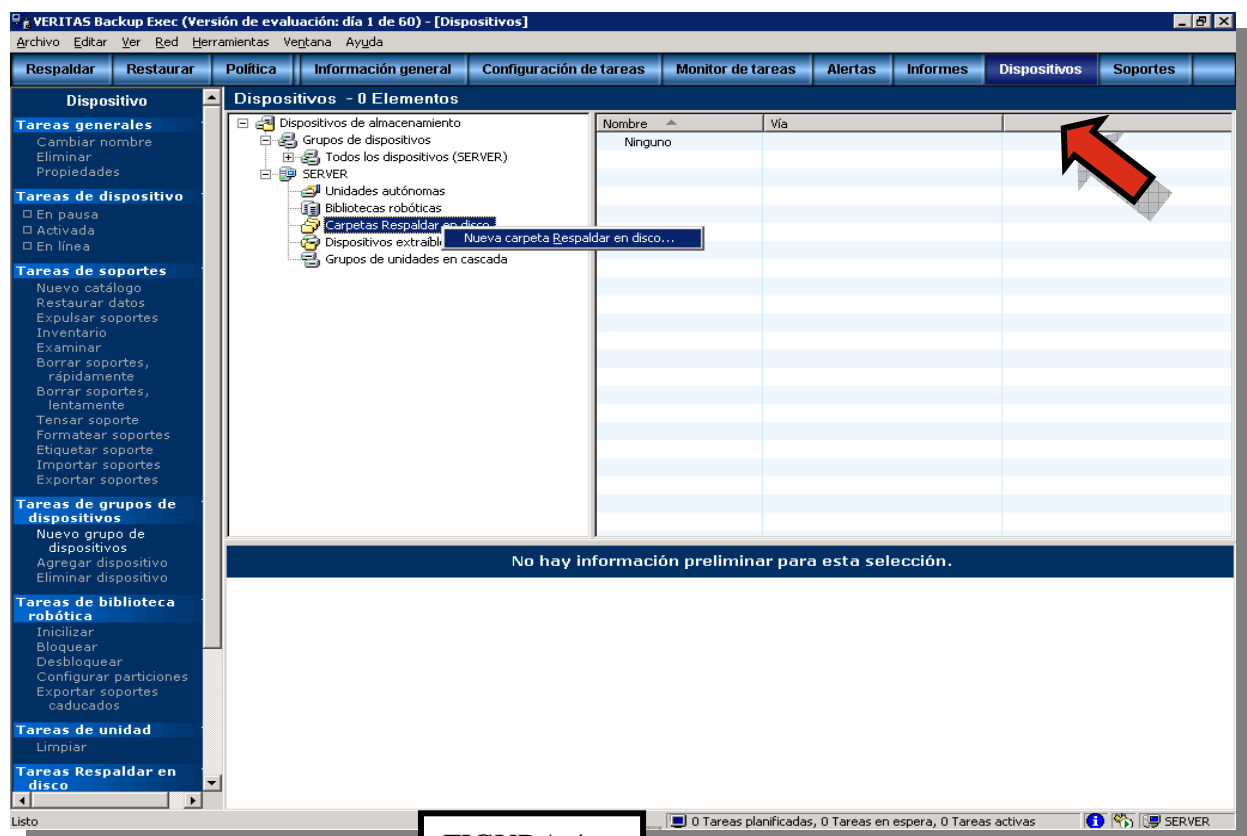 VERITAS Backup Exec (Versión de evaluación: día 1 de 60) - [Dispositivos]
Archivo Editar Ver Red Herramientas Ventana Ayuda
Respaldar Restaurar Política Información general Configuración de tareas Monitor de tareas Alertas Informes Dispositivos Soportes
Dispositivo
Tareas generales
Cambiar nombre
Eliminar
Propiedades
Tareas de dispositivo
En pausa
Activada
En línea
Tareas de soportes
Nuevo catálogo
Restaurar datos
Expulsar soportes
Inventario
Examinar
Borrar soportes,
rápidamente
Borrar soportes,
lentamente
Tensar soporte
Formatear soportes
Etiquetar soporte
Importar soportes
Exportar soportes
Tareas de grupos de
dispositivos
Nuevo grupo de
dispositivos
Agregar dispositivo
Eliminar dispositivo
Tareas de biblioteca
robótica
Inicilizar
Bloquear
Desbloquear
Configurar particiones
Exportar soportes
caducados
Tareas de unidad
Limpiar
Tareas Respaldar en
disco
Dispositivos - 0 Elementos
Dispositivos de almacenamiento
Grupos de dispositivos
Todos los dispositivos (SERVER)
SERVER
Unidades autónomas
Bibliotecas robóticas
Carpetas Respaldar en disco
Nueva carpeta Respaldar en disco...
Dispositivos
Grupos de unidades en cascada
Nombre Vía
Ninguno
No hay información preliminar para esta selección.
Listo
0 Tareas planificadas, 0 Tareas en espera, 0 Tareas activas SERVER